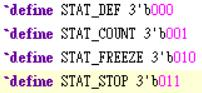 `define STAT_DEF 3'b000
`define STAT_COUNT 3'b001
`define STAT_FREEZE 3'b010
`define STAT_STOP 3'b011